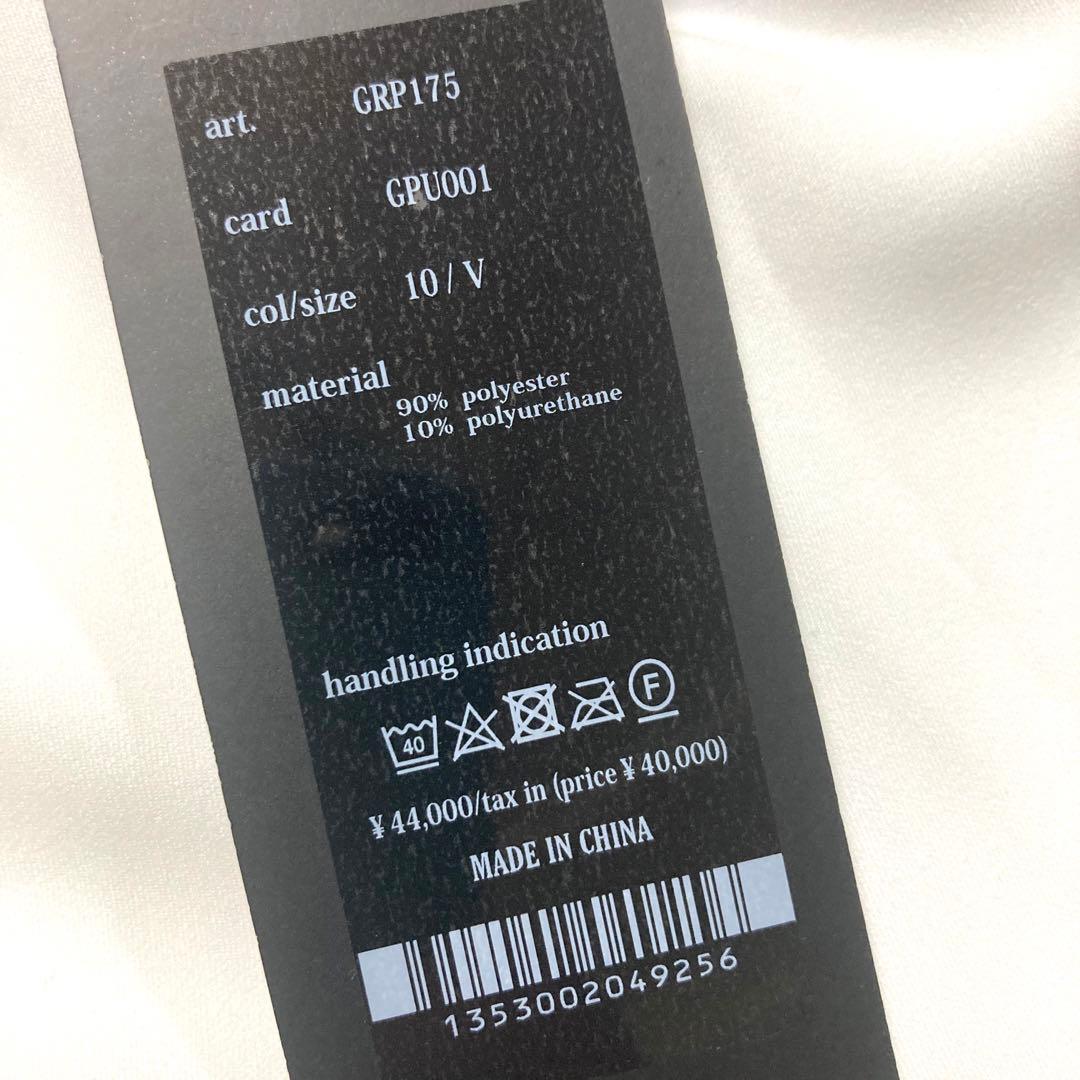 art. GRP175
card GPU001
col/size 10 / V
material 90% polyester
10% polyurethane
handling indication
40 F
¥44,000/tax in (price ¥40,000)
MADE IN CHINA
1353002049256